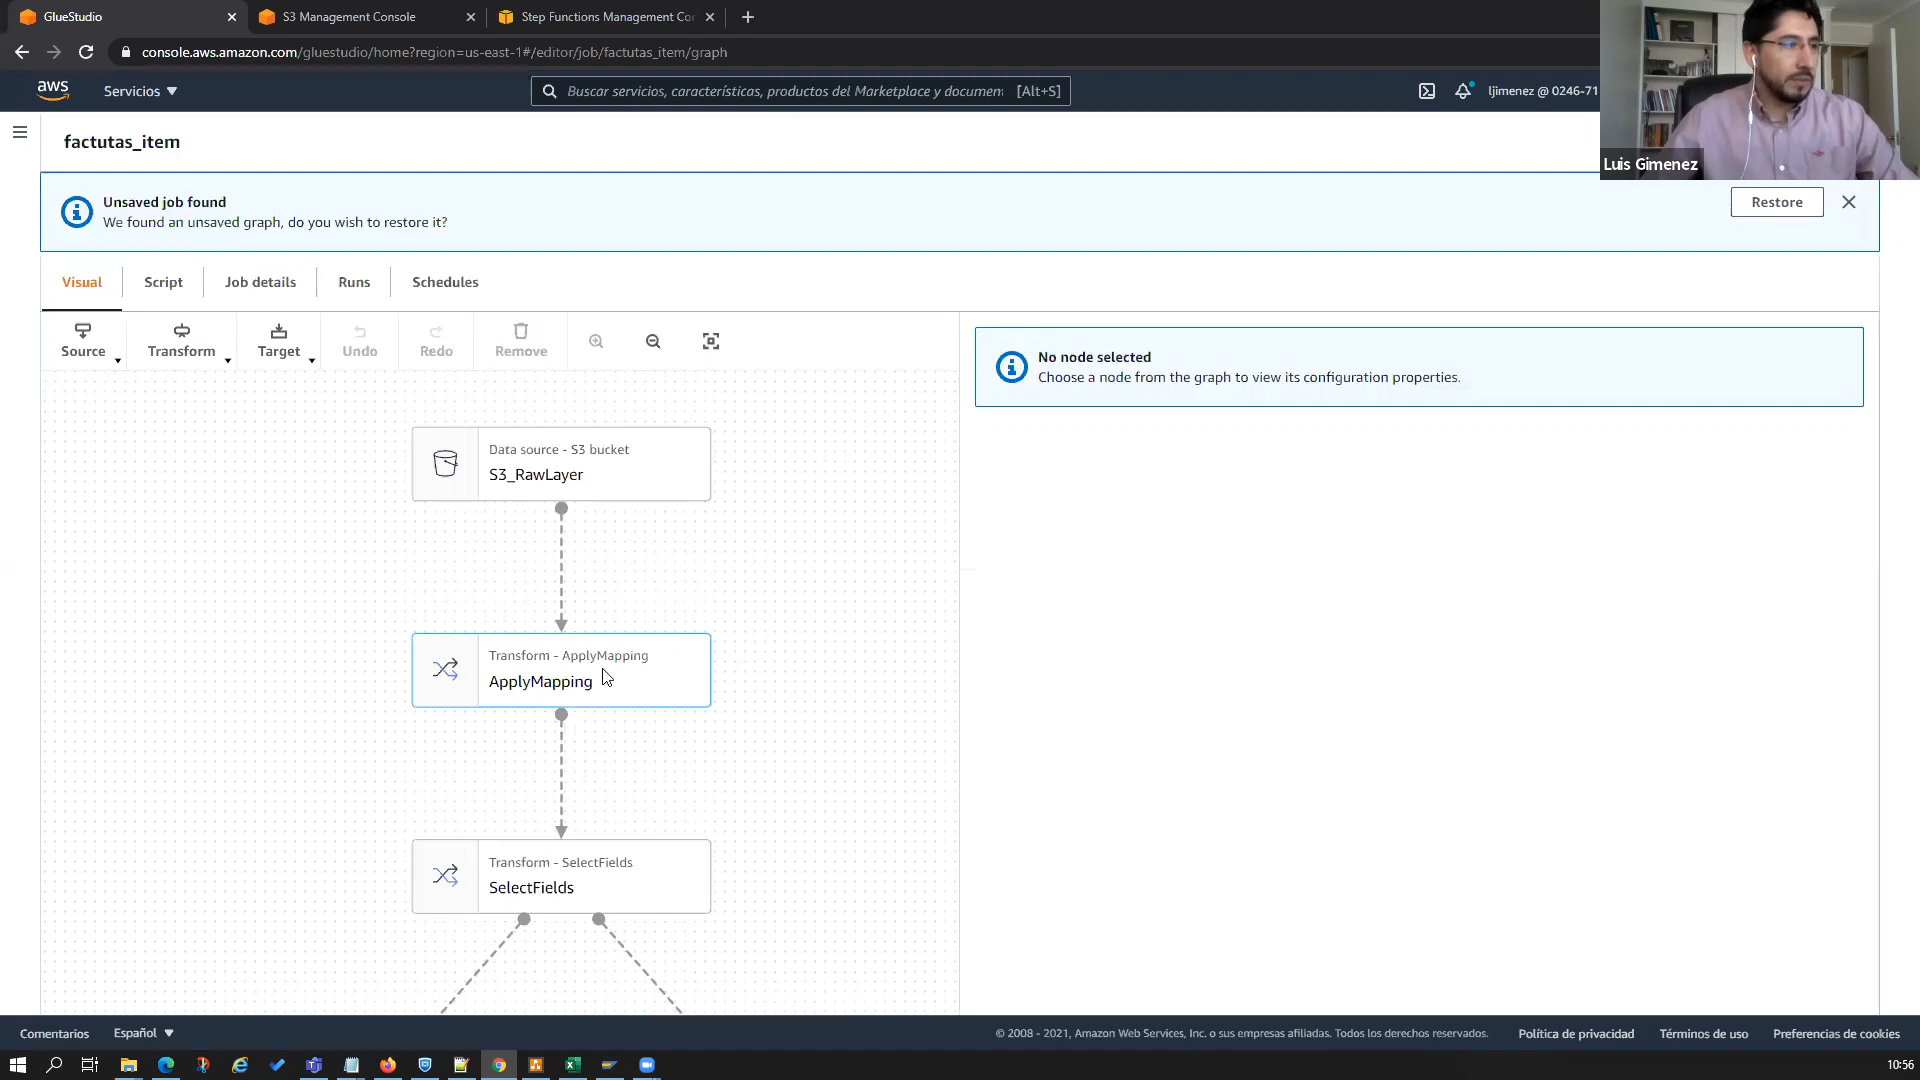 GlueStudio
S3 Management Console
Step Functions Management Cor
console.aws.amazon.com/gluestudio/home?region=us-east-1#/editor/job/factutas_item/graph
aws
Servicios
Buscar servicios, características, productos del Marketplace y documen
[Alt+S]
ljimenez @ 0246-71
Luis Gimenez
factutas_item
Unsaved job found
We found an unsaved graph, do you wish to restore it?
Restore
Visual
Script
Job details
Runs
Schedules
Source
Transform
Target
Undo
Redo
Remove
No node selected
Choose a node from the graph to view its configuration properties.
Data source - S3 bucket
S3_RawLayer
Transform - ApplyMapping
ApplyMapping
Transform - SelectFields
SelectFields
Comentarios
Español
© 2008 - 2021, Amazon Web Services, Inc. o sus empresas afiliadas. Todos los derechos reservados.
Política de privacidad
Términos de uso
Preferencias de cookies
10:56